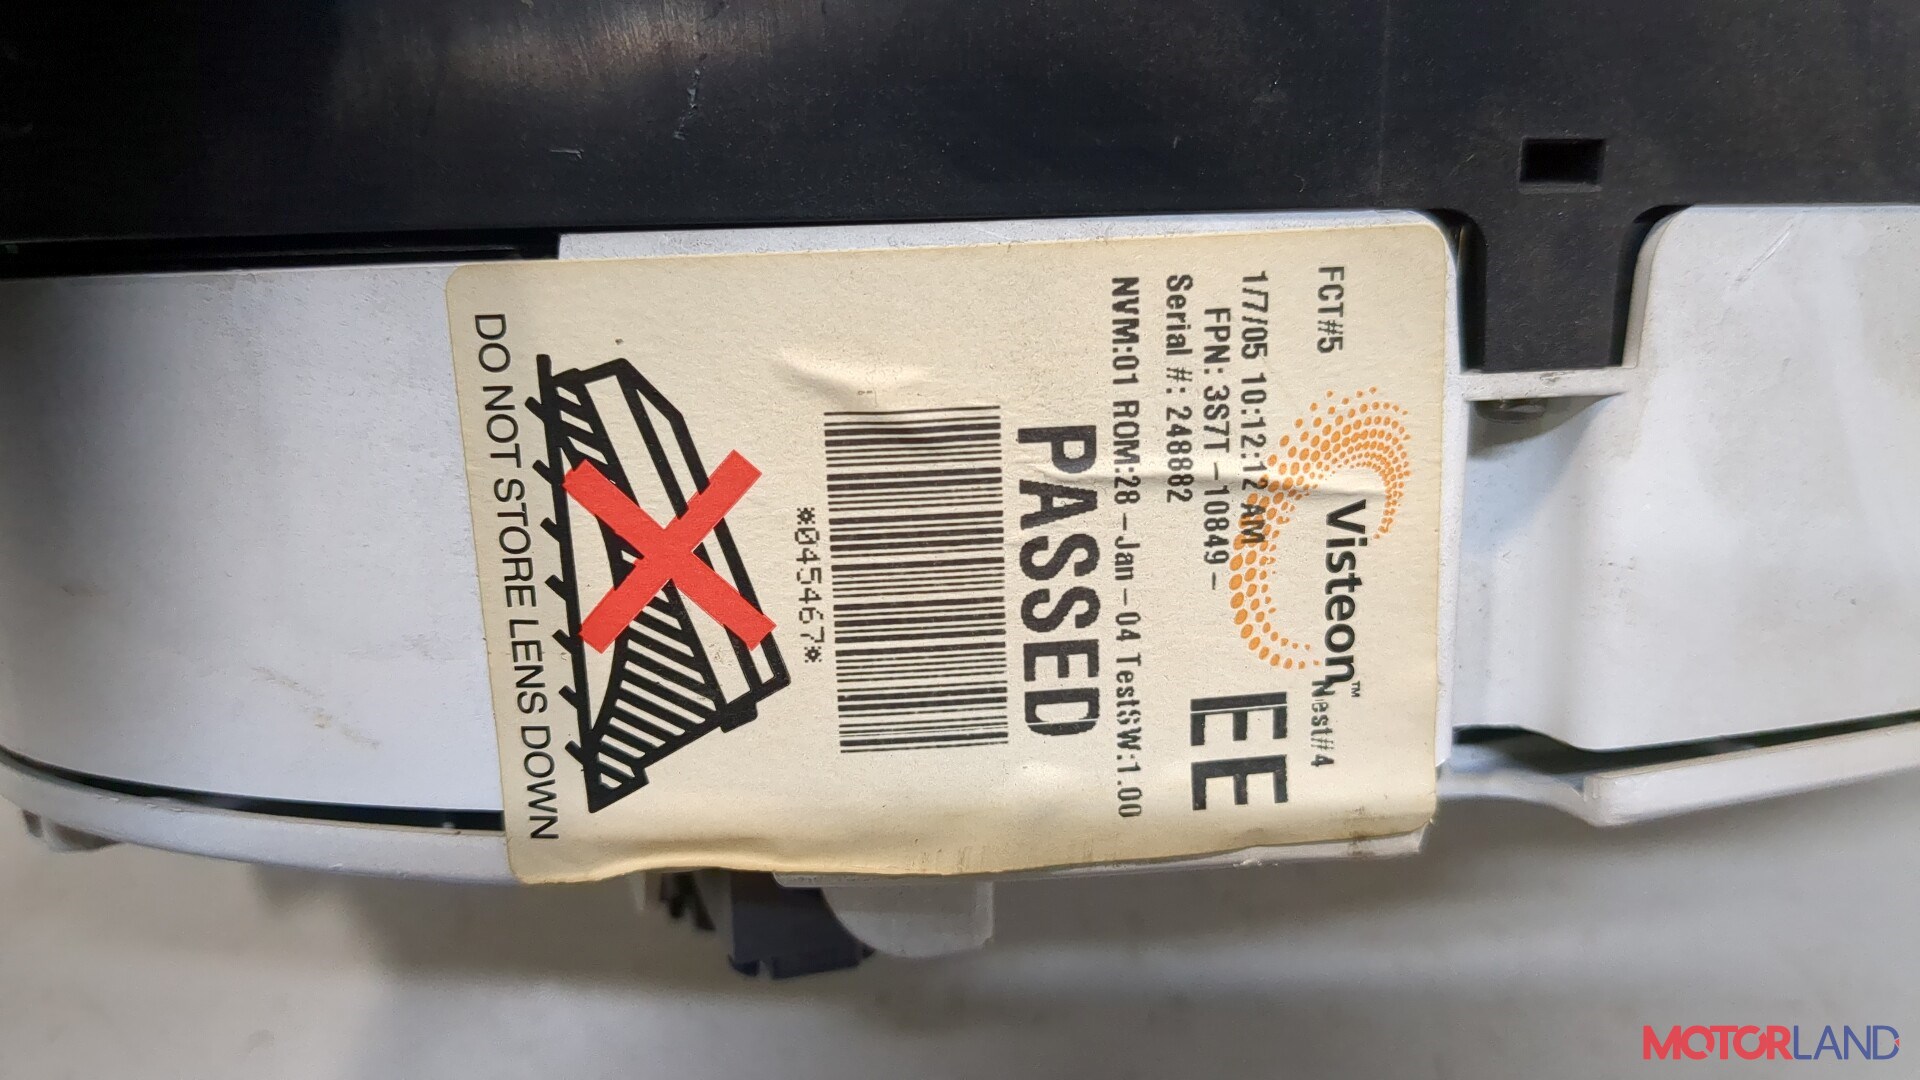 FCT#5
Nest#4
Visteon™
1/7/05 10:12:12 AM
FPN: 3S7T-10849-
EE
Serial #: 248882
NVM:01 ROM:28-Jan-04 TestSW:1.00
PASSED
*045467*
DO NOT STORE LENS DOWN
MOTORLAND